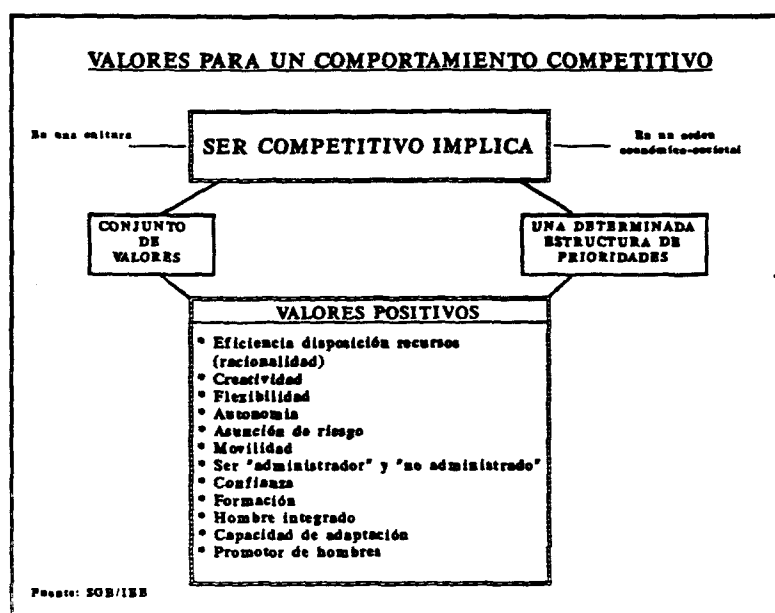 VALORES PARA UN COMPORTAMIENTO COMPETITIVO
En una cultura
SER COMPETITIVO IMPLICA
En un orden
económico-societal
CONJUNTO
DE
VALORES
UNA DETERMINADA
ESTRUCTURA DE
PRIORIDADES
VALORES POSITIVOS
* Eficiencia disposición recursos
(racionalidad)
* Creatividad
* Flexibilidad
* Autonomía
* Asunción de riesgo
* Movilidad
* Ser "administrador" y "no administrado"
* Confianza
* Formación
* Hombre integrado
* Capacidad de adaptación
* Promotor de hombres
Fuente: